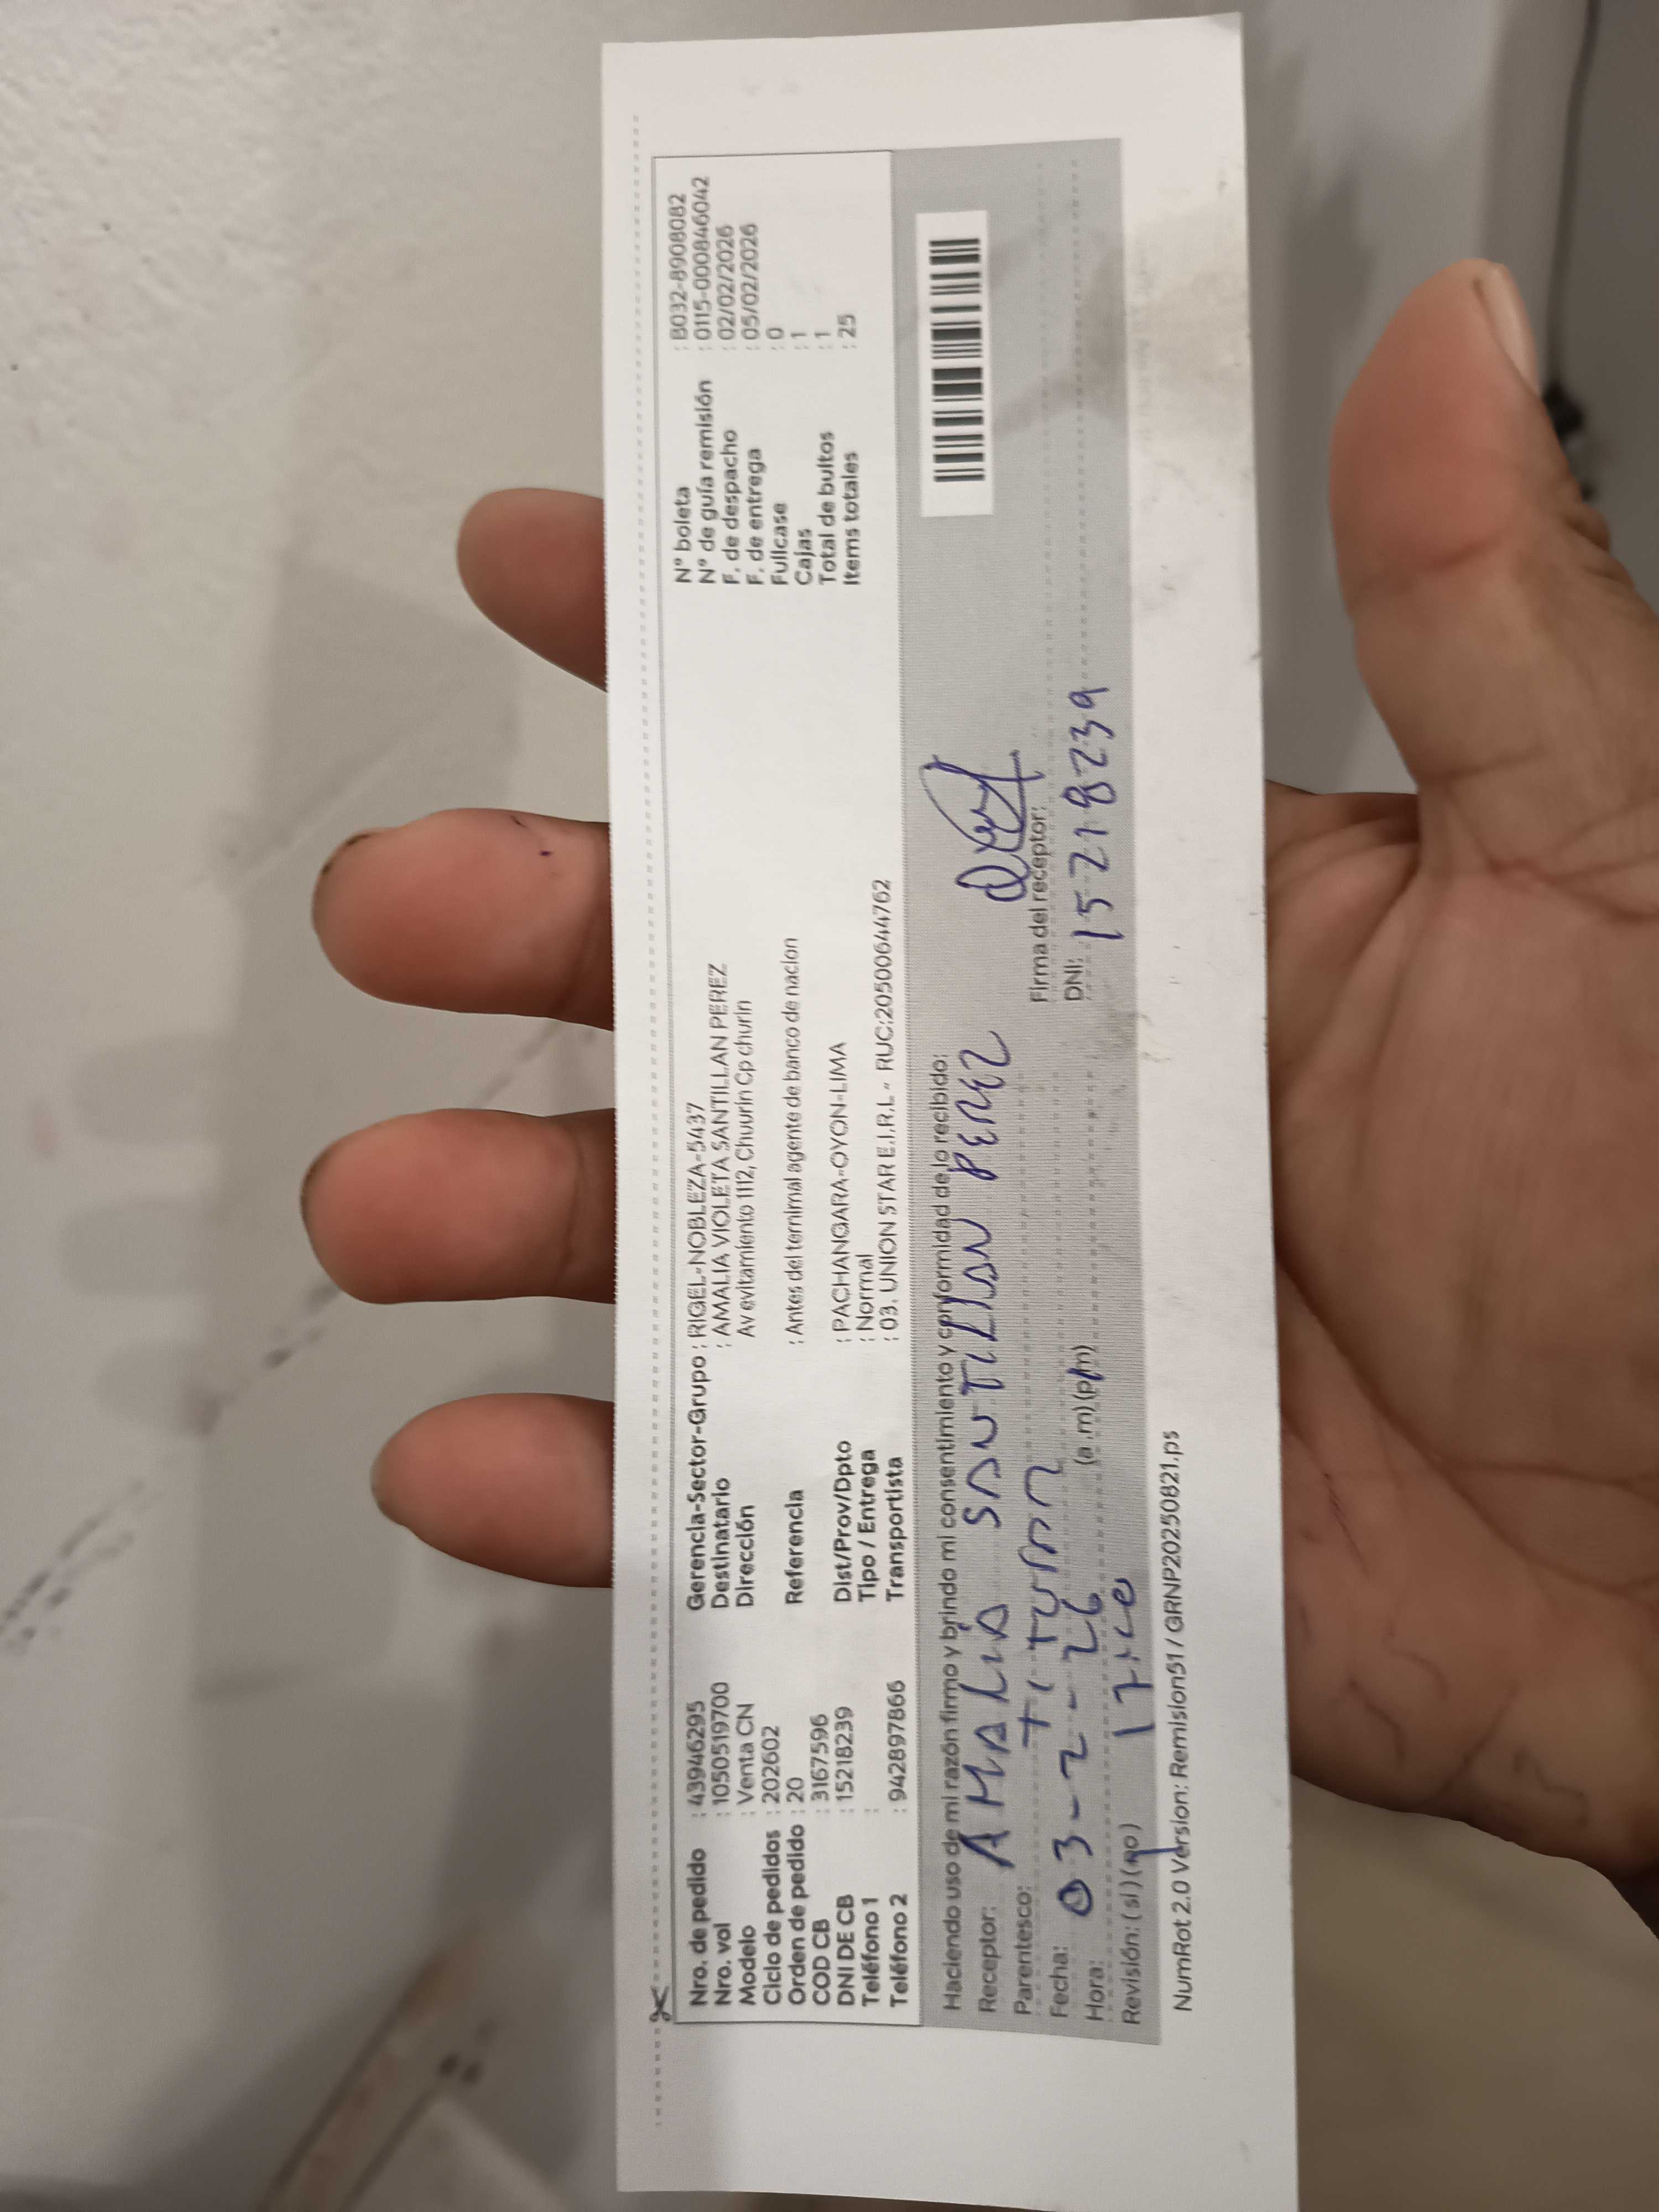 Nro. de pedido : 43946295
Nro. vol : 1050519700
Modelo : Venta CN
Ciclo de pedidos : 202602
Orden de pedido : 20
COD CB : 3167596
DNI DE CB : 15218239
Teléfono 1 :
Teléfono 2 : 942897866
Gerencia-Sector-Grupo : RIGEL-NOBLEZA-5437
Destinatario : AMALIA VIOLETA SANTILLAN PEREZ
Dirección Av evitamiento 1112, Chuurin Cp churin
Referencia : Antes del ternimal agente de banco de nacion
Dist/Prov/Dpto : PACHANGARA-OYON-LIMA
Tipo / Entrega : Normal
Transportista : 03. UNION STAR E.I.R.L - RUC:20500644762
N° boleta : B032-8908082
N° de guía remisión : 0115-000846042
F. de despacho : 02/02/2026
F. de entrega : 05/02/2026
Fullcase : 0
Cajas : 1
Total de bultos : 1
Items totales : 25
Haciendo uso de mi razón firmo y brindo mi consentimiento y conformidad de lo recibido:
Receptor: AMALIA SANTILLAN PEREZ
Parentesco: TITULAR
Fecha: 03-2-26
Hora: (a .m) (p.m)
Revisión: ( si ) ( no )
Firma del receptor:
DNI: 15218239
NumRot 2.0 Version: Remision51 / GRNP20250821.ps